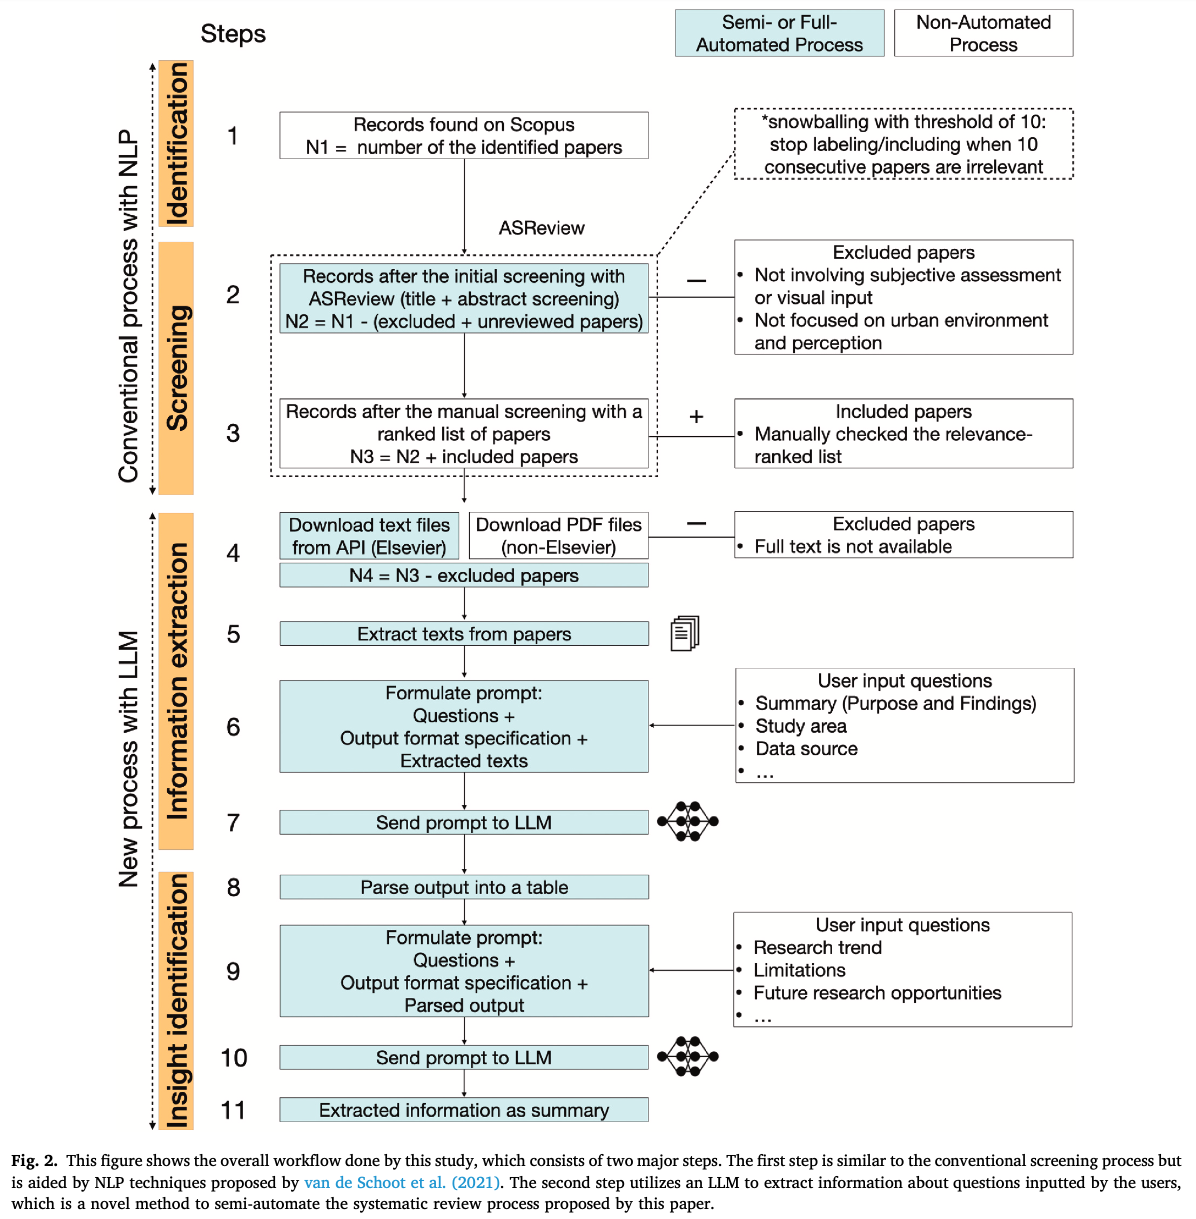 Steps
Semi- or Full-
Automated Process
Non-Automated
Process
Conventional process with NLP
Identification
1
Records found on Scopus
N1 = number of the identified papers
*snowballing with threshold of 10:
stop labeling/including when 10
consecutive papers are irrelevant
ASReview
Screening
2
Records after the initial screening with
ASReview (title + abstract screening)
N2 = N1 - (excluded + unreviewed papers)
−
Excluded papers
• Not involving subjective assessment
or visual input
• Not focused on urban environment
and perception
3
Records after the manual screening with a
ranked list of papers
N3 = N2 + included papers
+
Included papers
• Manually checked the relevance-
ranked list
New process with LLM
Information extraction
4
Download text files
from API (Elsevier)
Download PDF files
(non-Elsevier)
N4 = N3 - excluded papers
−
Excluded papers
• Full text is not available
5
Extract texts from papers
6
Formulate prompt:
Questions +
Output format specification +
Extracted texts
User input questions
• Summary (Purpose and Findings)
• Study area
• Data source
• ...
7
Send prompt to LLM
Insight identification
8
Parse output into a table
9
Formulate prompt:
Questions +
Output format specification +
Parsed output
User input questions
• Research trend
• Limitations
• Future research opportunities
• ...
10
Send prompt to LLM
11
Extracted information as summary
Fig. 2. This figure shows the overall workflow done by this study, which consists of two major steps. The first step is similar to the conventional screening process but
is aided by NLP techniques proposed by van de Schoot et al. (2021). The second step utilizes an LLM to extract information about questions inputted by the users,
which is a novel method to semi-automate the systematic review process proposed by this paper.